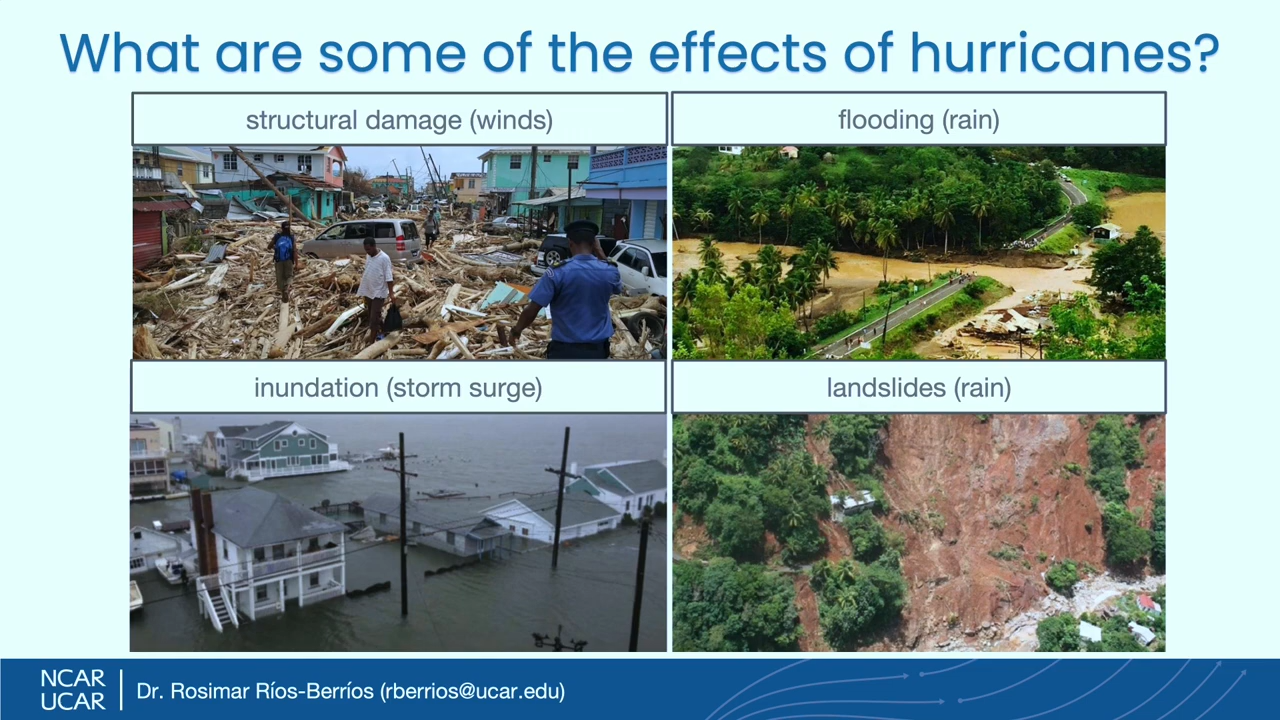 What are some of the effects of hurricanes?
structural damage (winds)
flooding (rain)
inundation (storm surge)
landslides (rain)
NCAR
UCAR
Dr. Rosimar Ríos-Berríos (rberrios@ucar.edu)